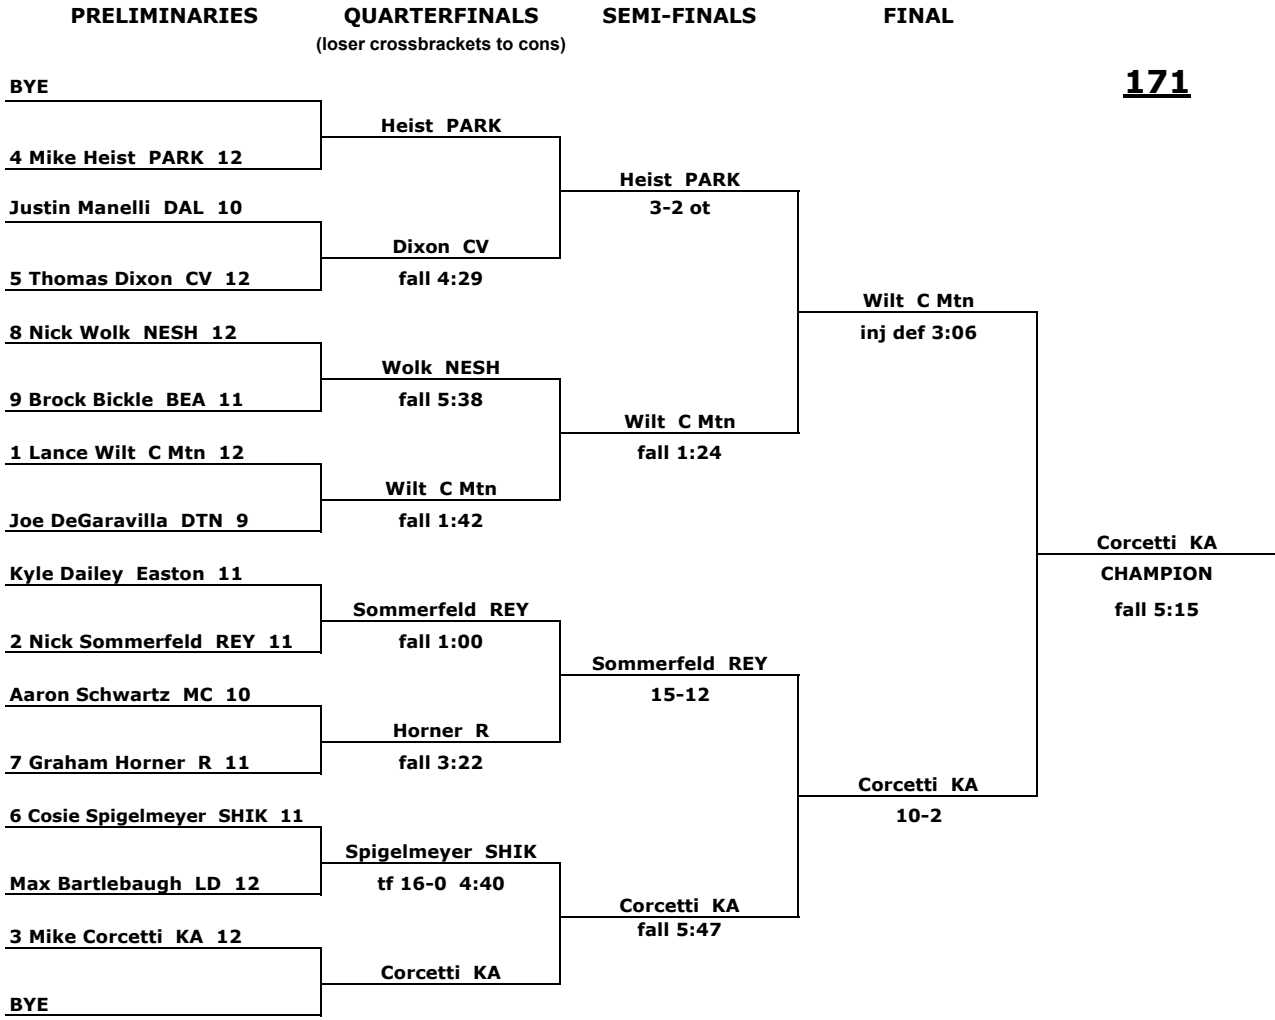 PRELIMINARIES QUARTERFINALS SEMI-FINALS FINAL
(loser crossbrackets to cons)
171
BYE
Heist PARK
4 Mike Heist PARK 12
Heist PARK
3-2 ot
Justin Manelli DAL 10
Dixon CV
fall 4:29
5 Thomas Dixon CV 12
Wilt C Mtn
inj def 3:06
8 Nick Wolk NESH 12
Wolk NESH
fall 5:38
9 Brock Bickle BEA 11
Wilt C Mtn
fall 1:24
1 Lance Wilt C Mtn 12
Wilt C Mtn
fall 1:42
Joe DeGaravilla DTN 9
Corcetti KA
CHAMPION
fall 5:15
Kyle Dailey Easton 11
Sommerfeld REY
fall 1:00
2 Nick Sommerfeld REY 11
Sommerfeld REY
15-12
Aaron Schwartz MC 10
Horner R
fall 3:22
7 Graham Horner R 11
Corcetti KA
10-2
6 Cosie Spigelmeyer SHIK 11
Spigelmeyer SHIK
tf 16-0 4:40
Max Bartlebaugh LD 12
Corcetti KA
fall 5:47
3 Mike Corcetti KA 12
Corcetti KA
BYE